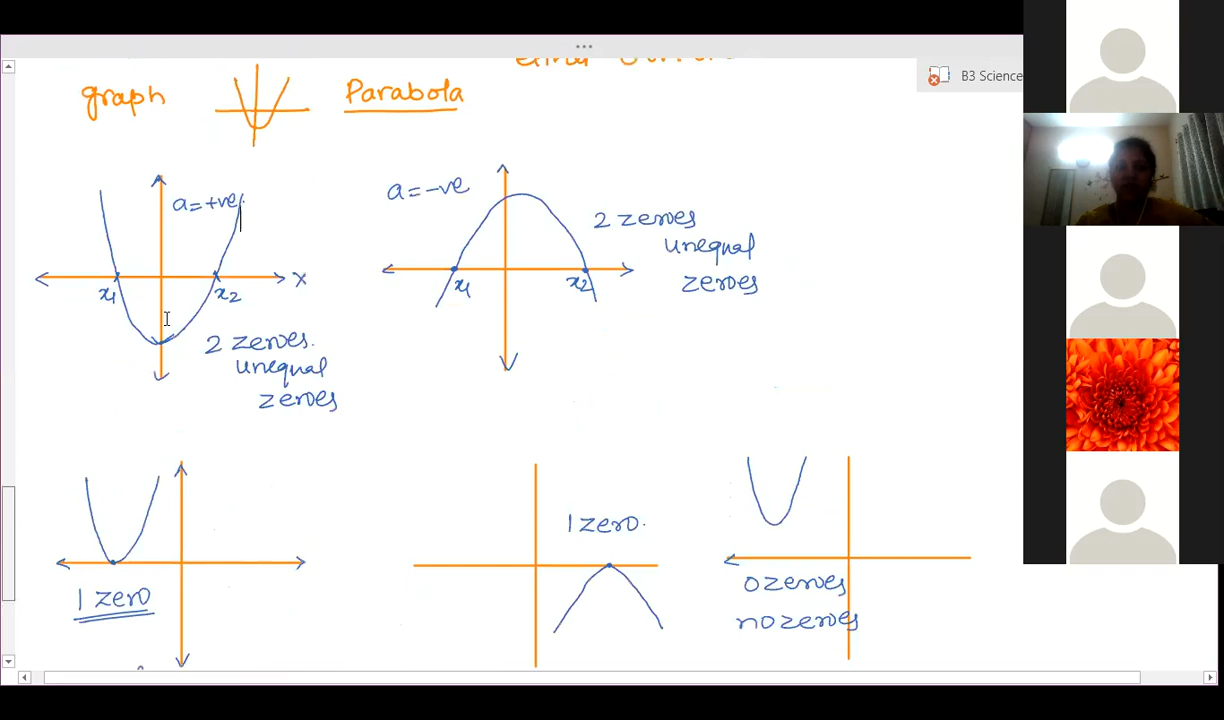 graph Parabola
B3 Science
a=+ve
a=-ve
2 zeroes
unequal
zeroes
x1 x2 X
x1 x2
2 zeroes.
unequal
zeroes
1 zero.
1 zero
0 zeroes
no zeroes